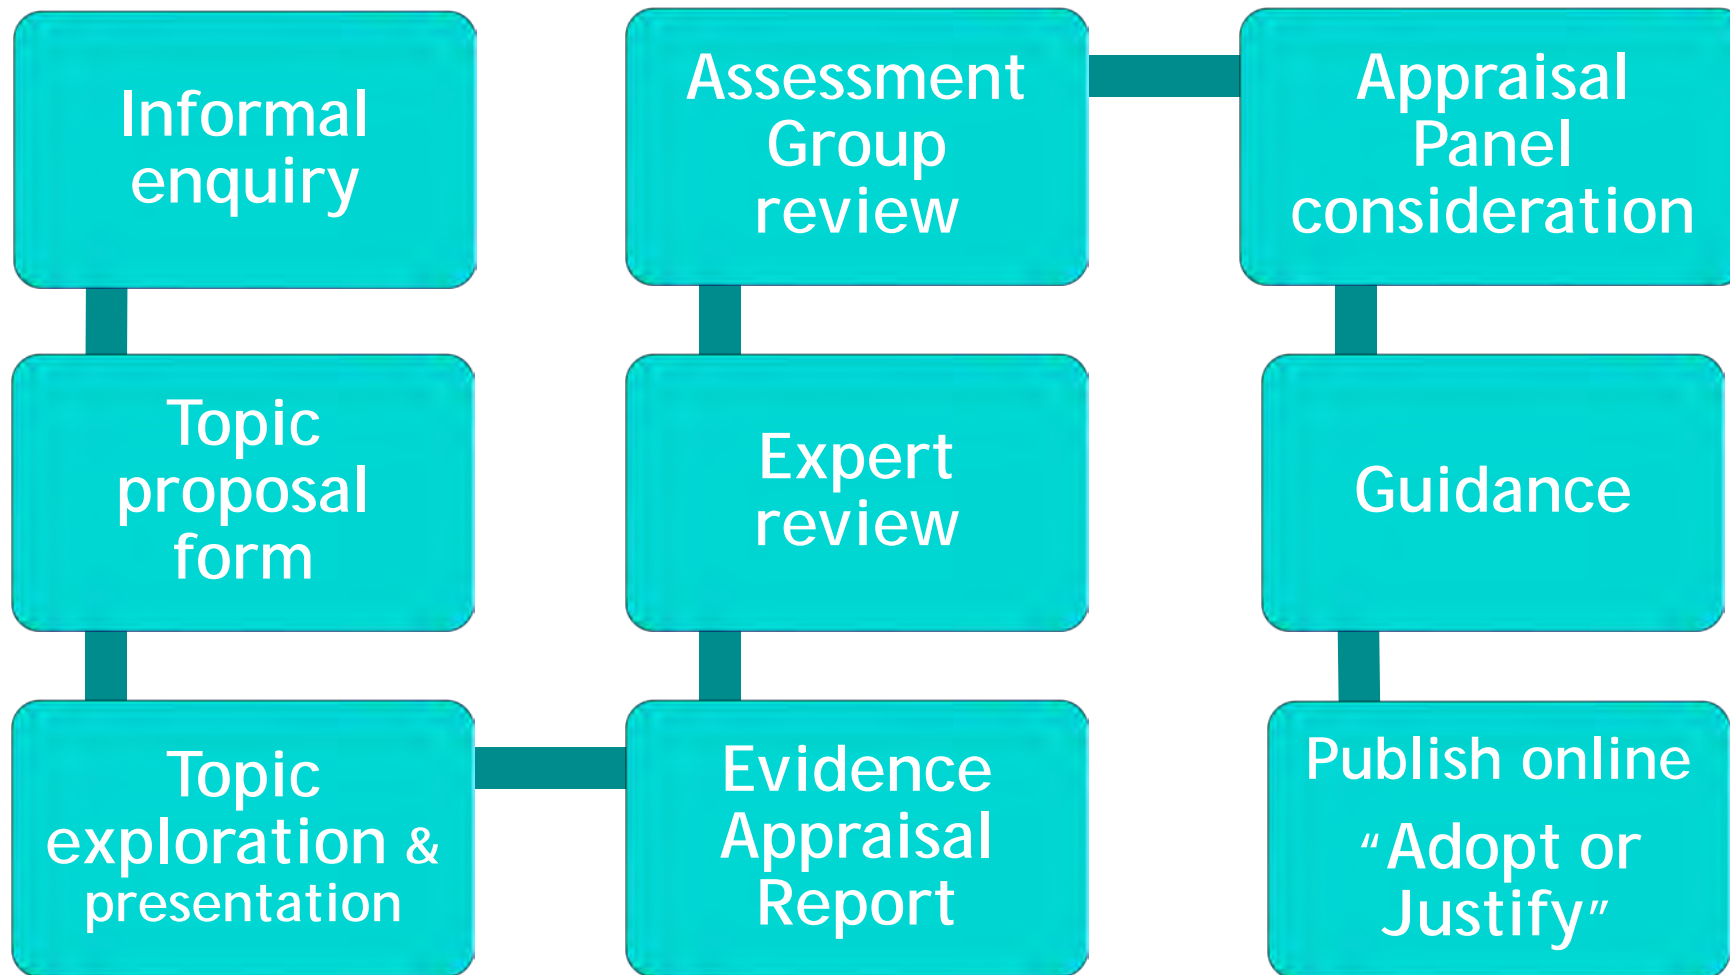 Informal
enquiry
Topic
proposal
form
Topic
exploration &
presentation
Evidence
Appraisal
Report
Expert
review
Assessment
Group
review
Appraisal
Panel
consideration
Guidance
Publish online
“Adopt or
Justify”